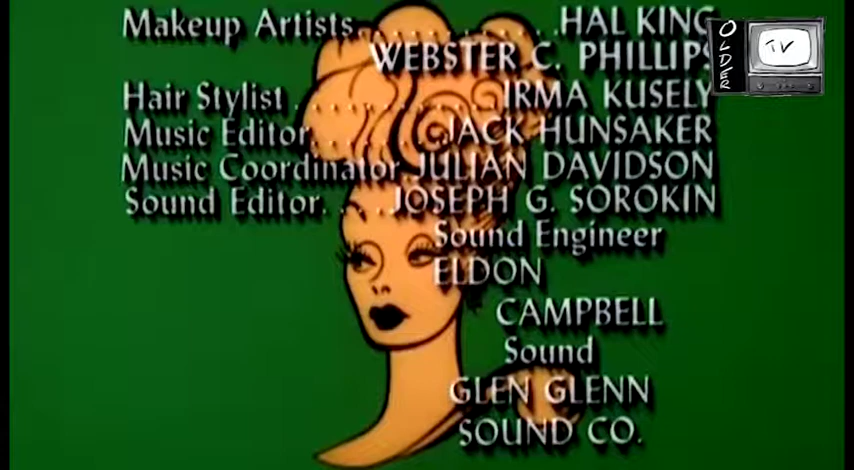 Makeup Artists. . . . . . . . . . . . .HAL KING
WEBSTER C. PHILLIPS
Hair Stylist . . . . . . . . . . . . .IRMA KUSELY
Music Editor. . . . . . . . .JACK HUNSAKER
Music Coordinator.JULIAN DAVIDSON
Sound Editor. . . . .JOSEPH G. SOROKIN
Sound Engineer
ELDON
CAMPBELL
Sound
GLEN GLENN
SOUND CO.
OLDER
TV